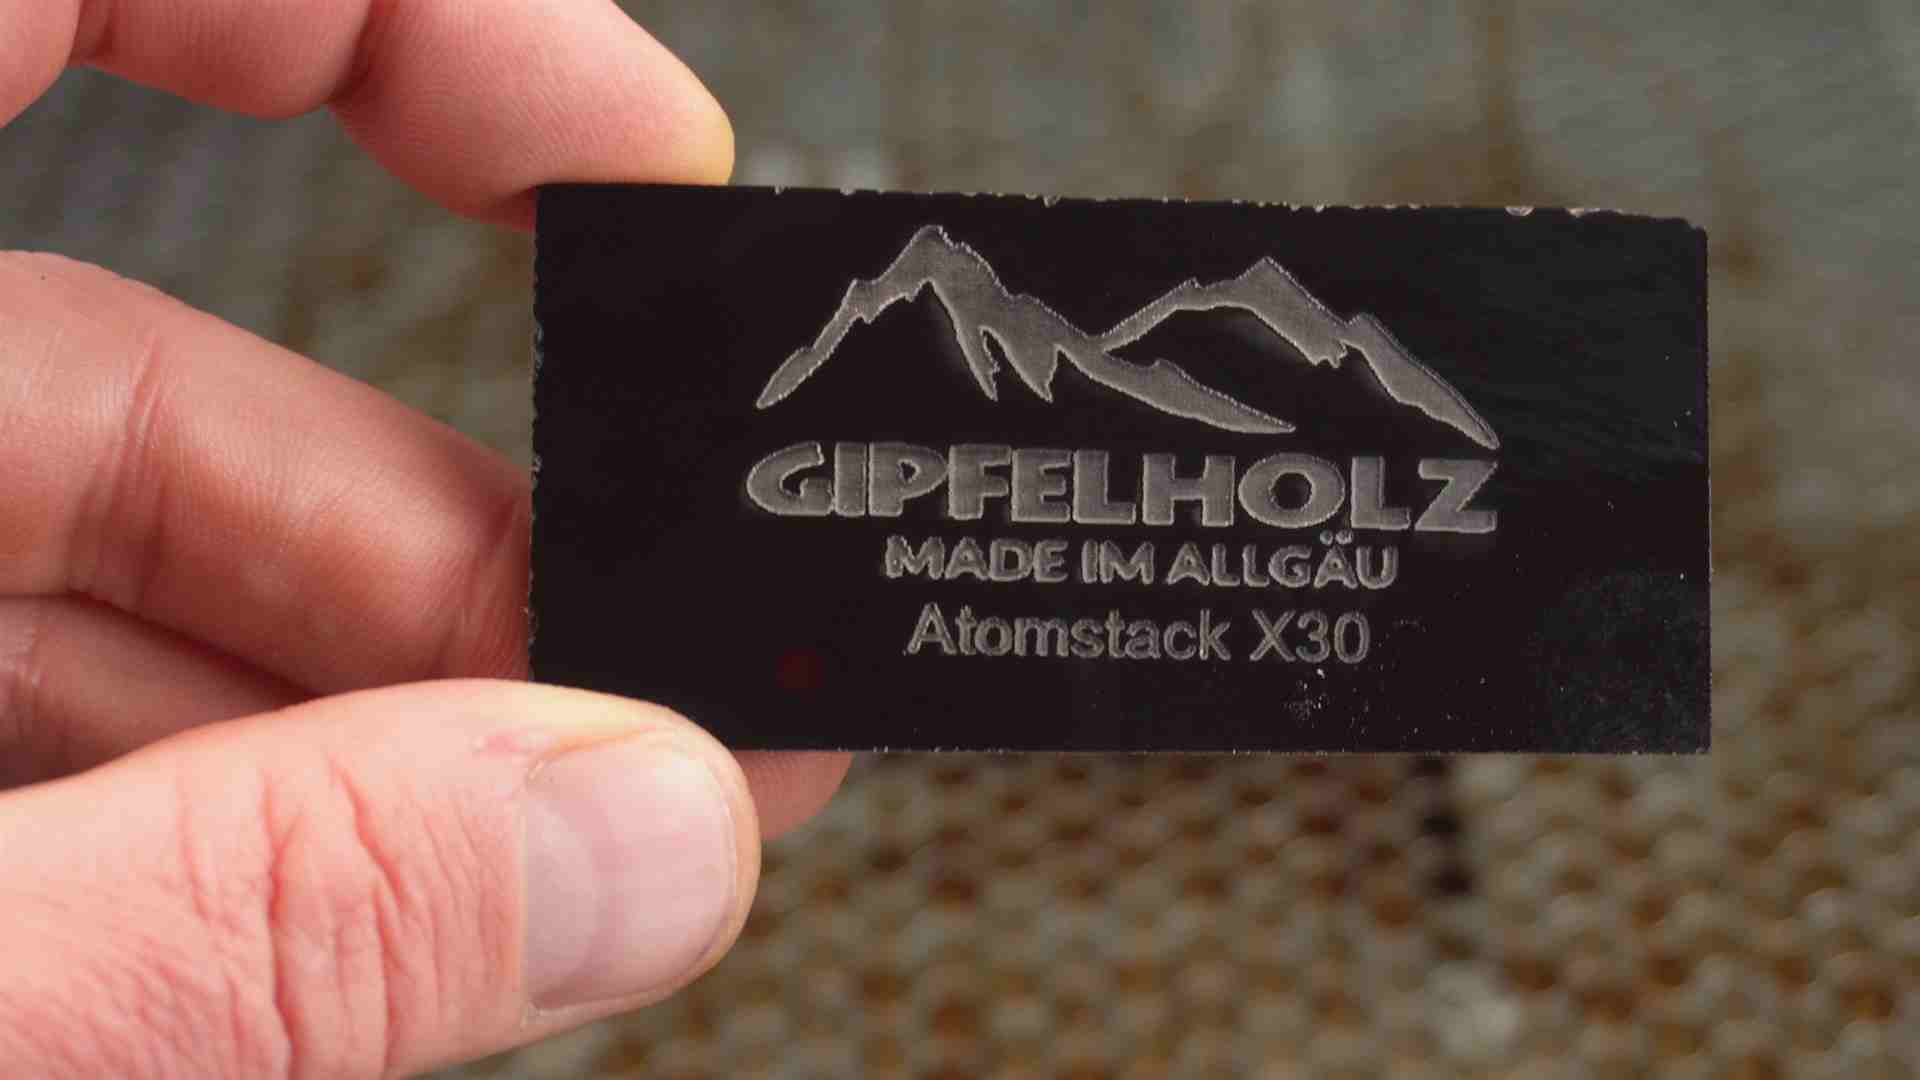 GIPFELHOLZ
MADE IM ALLGÄU
Atomstack X30